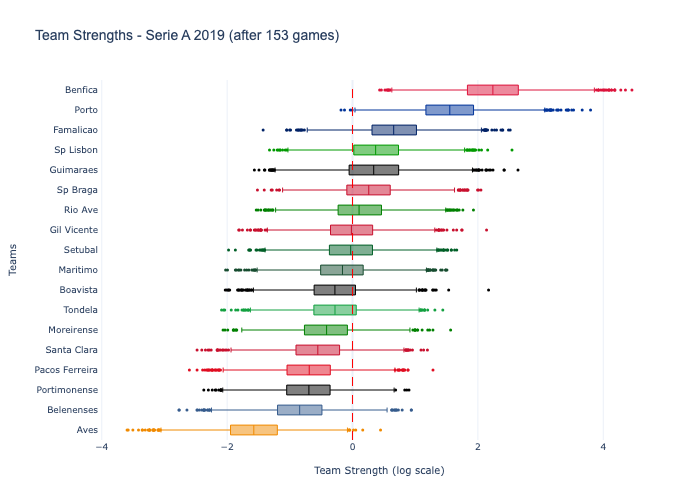 Team Strengths - Serie A 2019 (after 153 games)
Benfica
Porto
Famalicao
Sp Lisbon
Guimaraes
Sp Braga
Rio Ave
Gil Vicente
Setubal
Maritimo
Boavista
Tondela
Moreirense
Santa Clara
Pacos Ferreira
Portimonense
Belenenses
Aves
Teams
−4 −2 0 2 4
Team Strength (log scale)